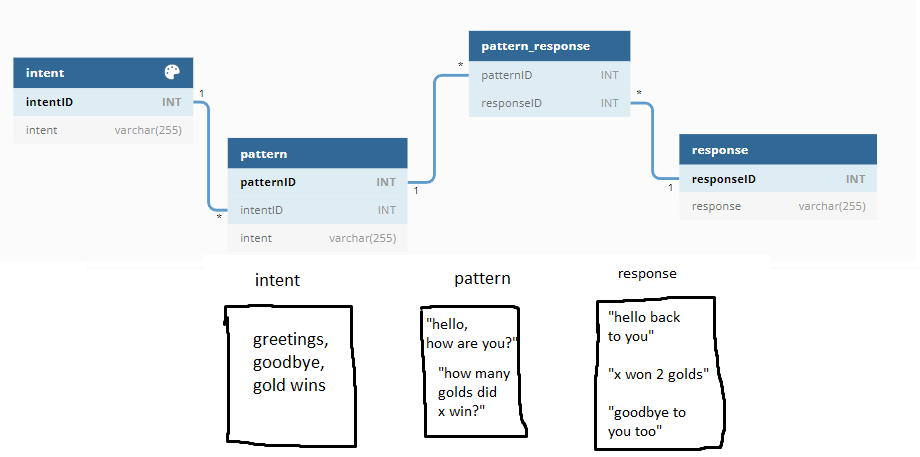 intent
intentID INT
intent varchar(255)
1
*
pattern
patternID INT
intentID INT
intent varchar(255)
1
*
pattern_response
patternID INT
responseID INT
*
1
response
responseID INT
response varchar(255)
intent
greetings,
goodbye,
gold wins
pattern
"hello,
how are you?"
"how many
golds did
x win?"
response
"hello back
to you"
"x won 2 golds"
"goodbye to
you too"